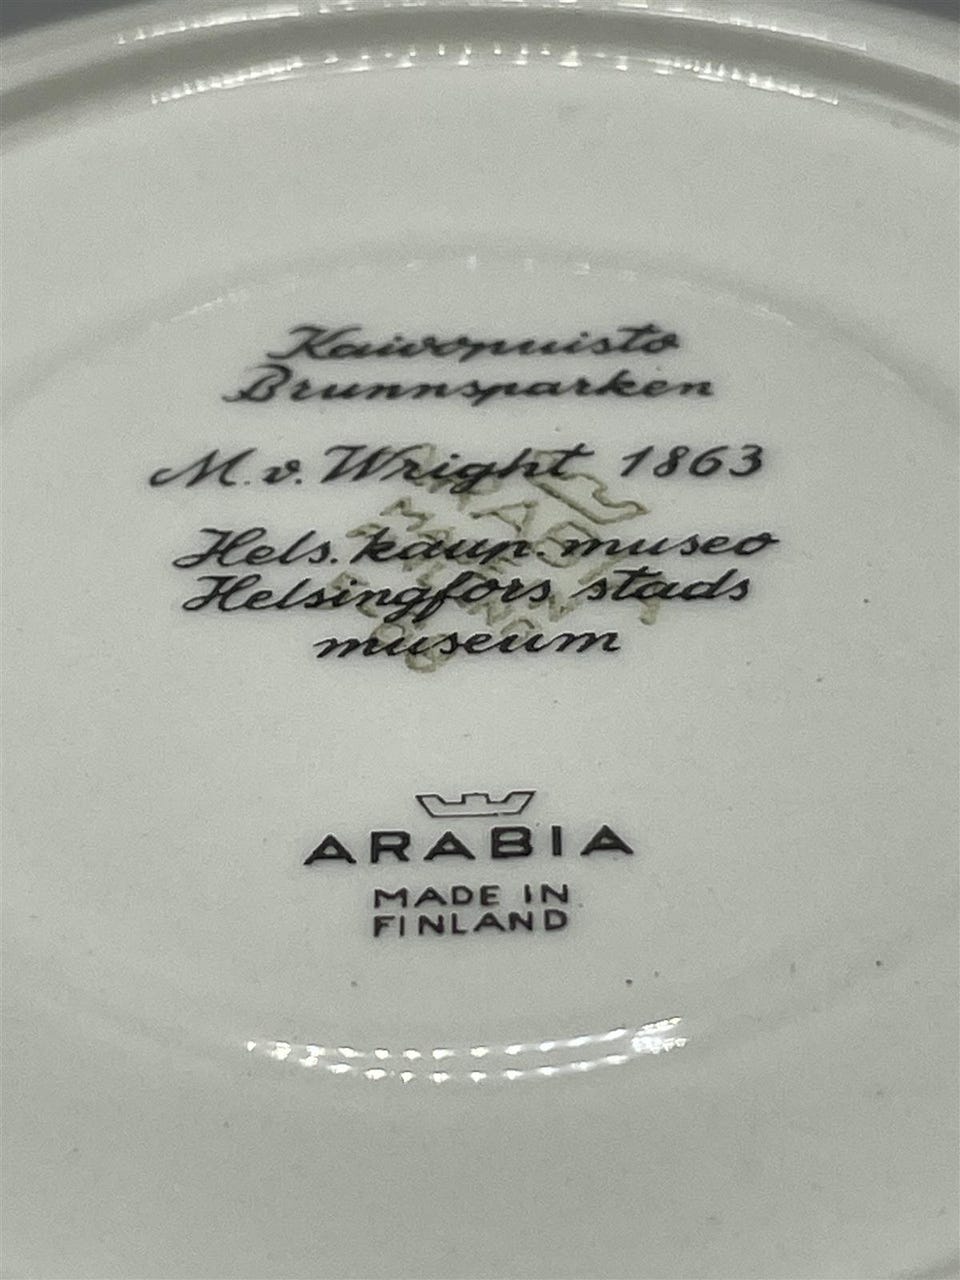 Kaivopuisto
Brunnsparken
M. v. Wright 1863
Hels. kaup. museo
Helsingfors stads
museum
ARABIA
MADE IN
FINLAND